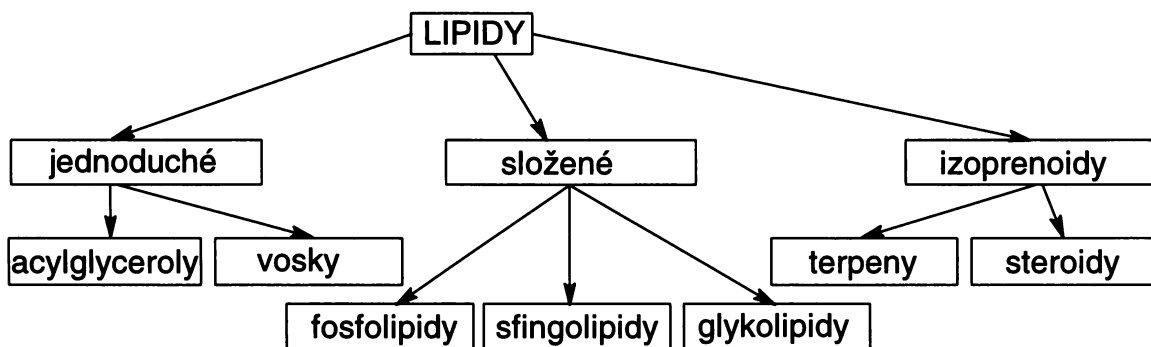 LIPIDY
jednoduché
složené
izoprenoidy
acylglyceroly
vosky
terpeny
steroidy
fosfolipidy
sfingolipidy
glykolipidy